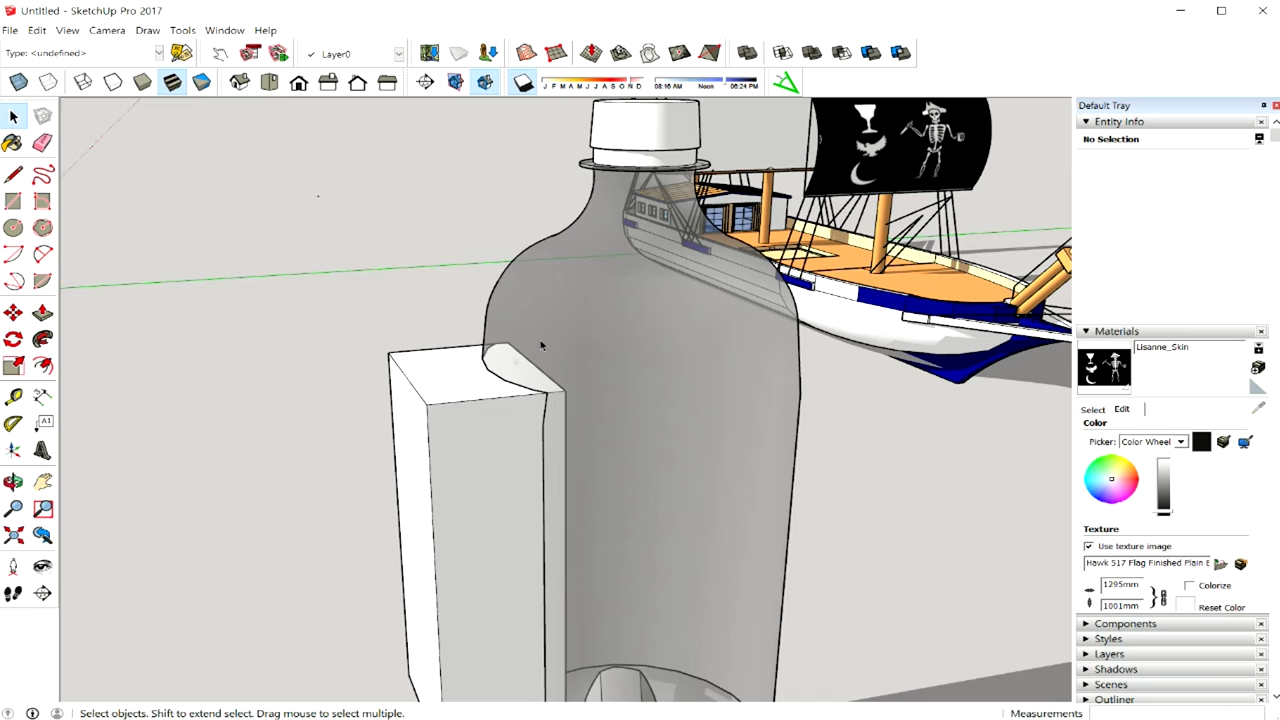 Untitled - SketchUp Pro 2017
File Edit View Camera Draw Tools Window Help
Type: <undefined>
✓ Layer0
J F M A M J J A S O N D
08:16 AM Noon 06:24 PM
Default Tray
Entity Info
No Selection
Materials
Lisanne_Skin
Select Edit
Color
Picker: Color Wheel
Texture
Use texture image
Hawk 517 Flag Finished Plain E
1295mm
Colorize
1001mm
Reset Color
Components
Styles
Layers
Shadows
Scenes
Outliner
A1
Select objects. Shift to extend select. Drag mouse to select multiple.
Measurements